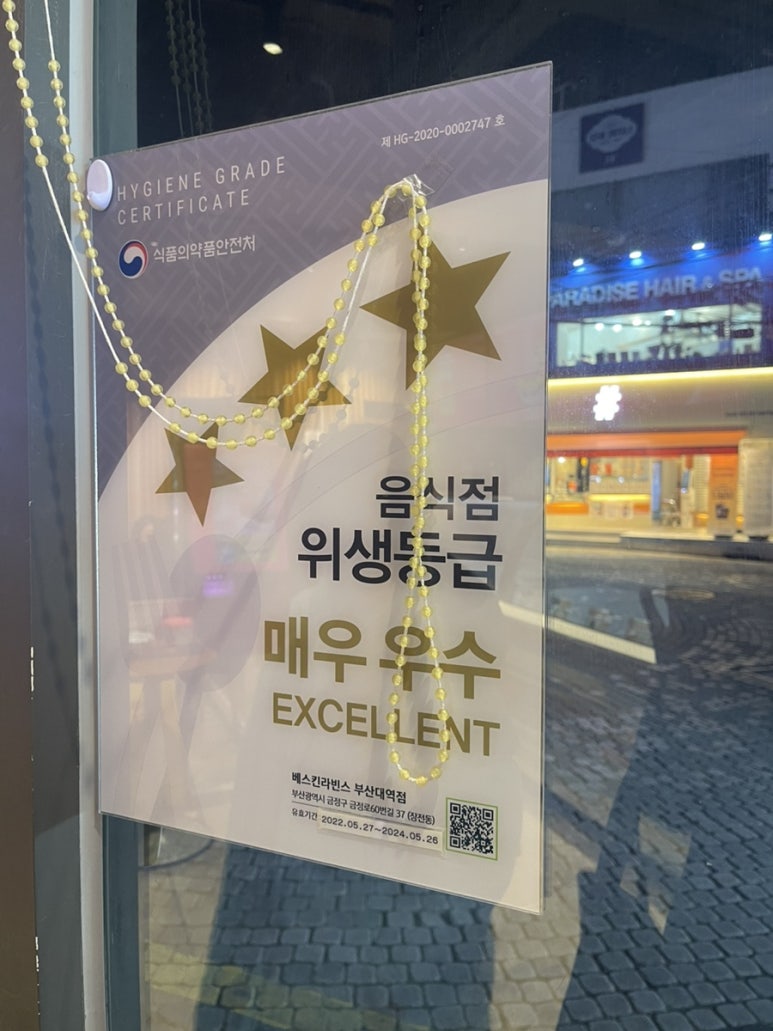 제 HG-2020-0002747 호
HYGIENE GRADE
CERTIFICATE
식품의약품안전처
음식점
위생등급
매우 우수
EXCELLENT
베스킨라빈스 부산대역점
부산광역시 금정구 금정로60번길 37 (장전동)
유효기간 2022.05.27~2024.05.26
PARADISE HAIR & SPA